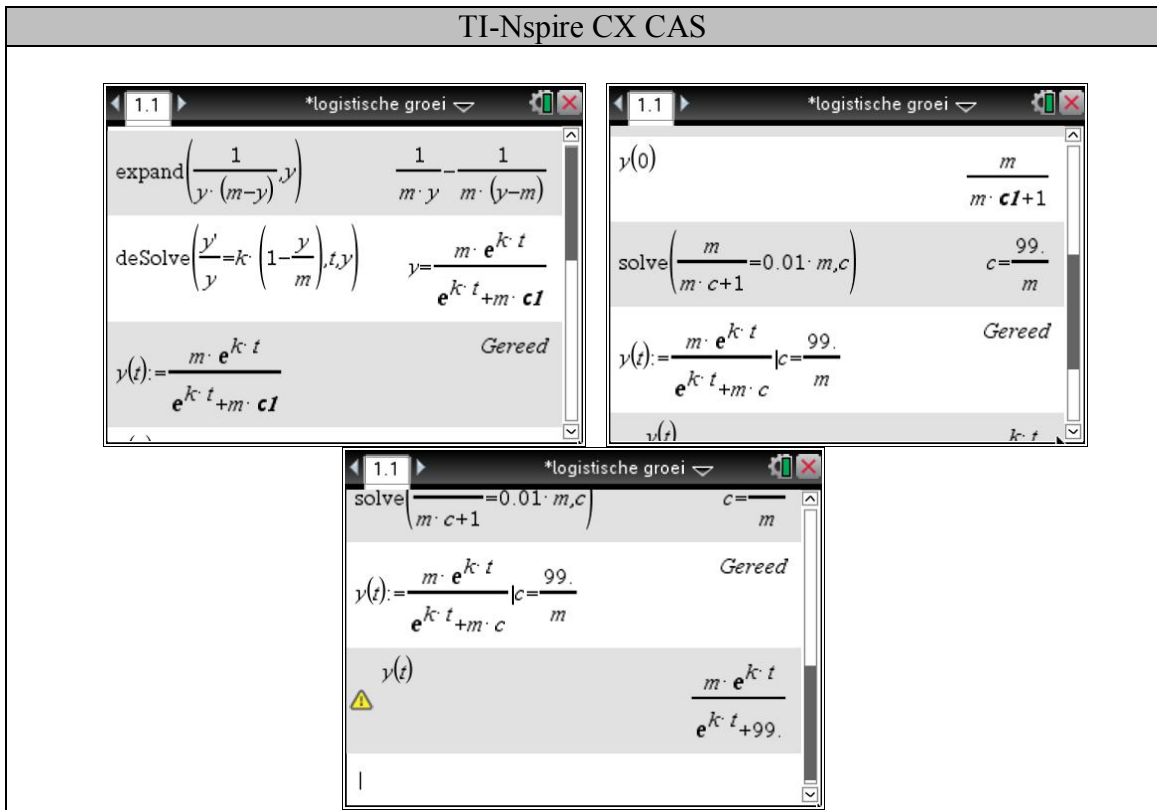 TI-Nspire CX CAS
1.1 *logistische groei
expand(1/(y·(m−y)),y) 1/(m·y) − 1/(m·(y−m))
deSolve(y'/y=k·(1−y/m),t,y) y=(m·e^(k·t))/(e^(k·t)+m·c1)
y(t):=(m·e^(k·t))/(e^(k·t)+m·c1) Gereed
1.1 *logistische groei
y(0) m/(m·c1+1)
solve(m/(m·c+1)=0.01·m,c) c=99./m
y(t):=(m·e^(k·t))/(e^(k·t)+m·c)|c=99./m Gereed
y(t) k·t
1.1 *logistische groei
solve( /(m·c+1)=0.01·m,c) c= /m
y(t):=(m·e^(k·t))/(e^(k·t)+m·c)|c=99./m Gereed
y(t) (m·e^(k·t))/(e^(k·t)+99.)